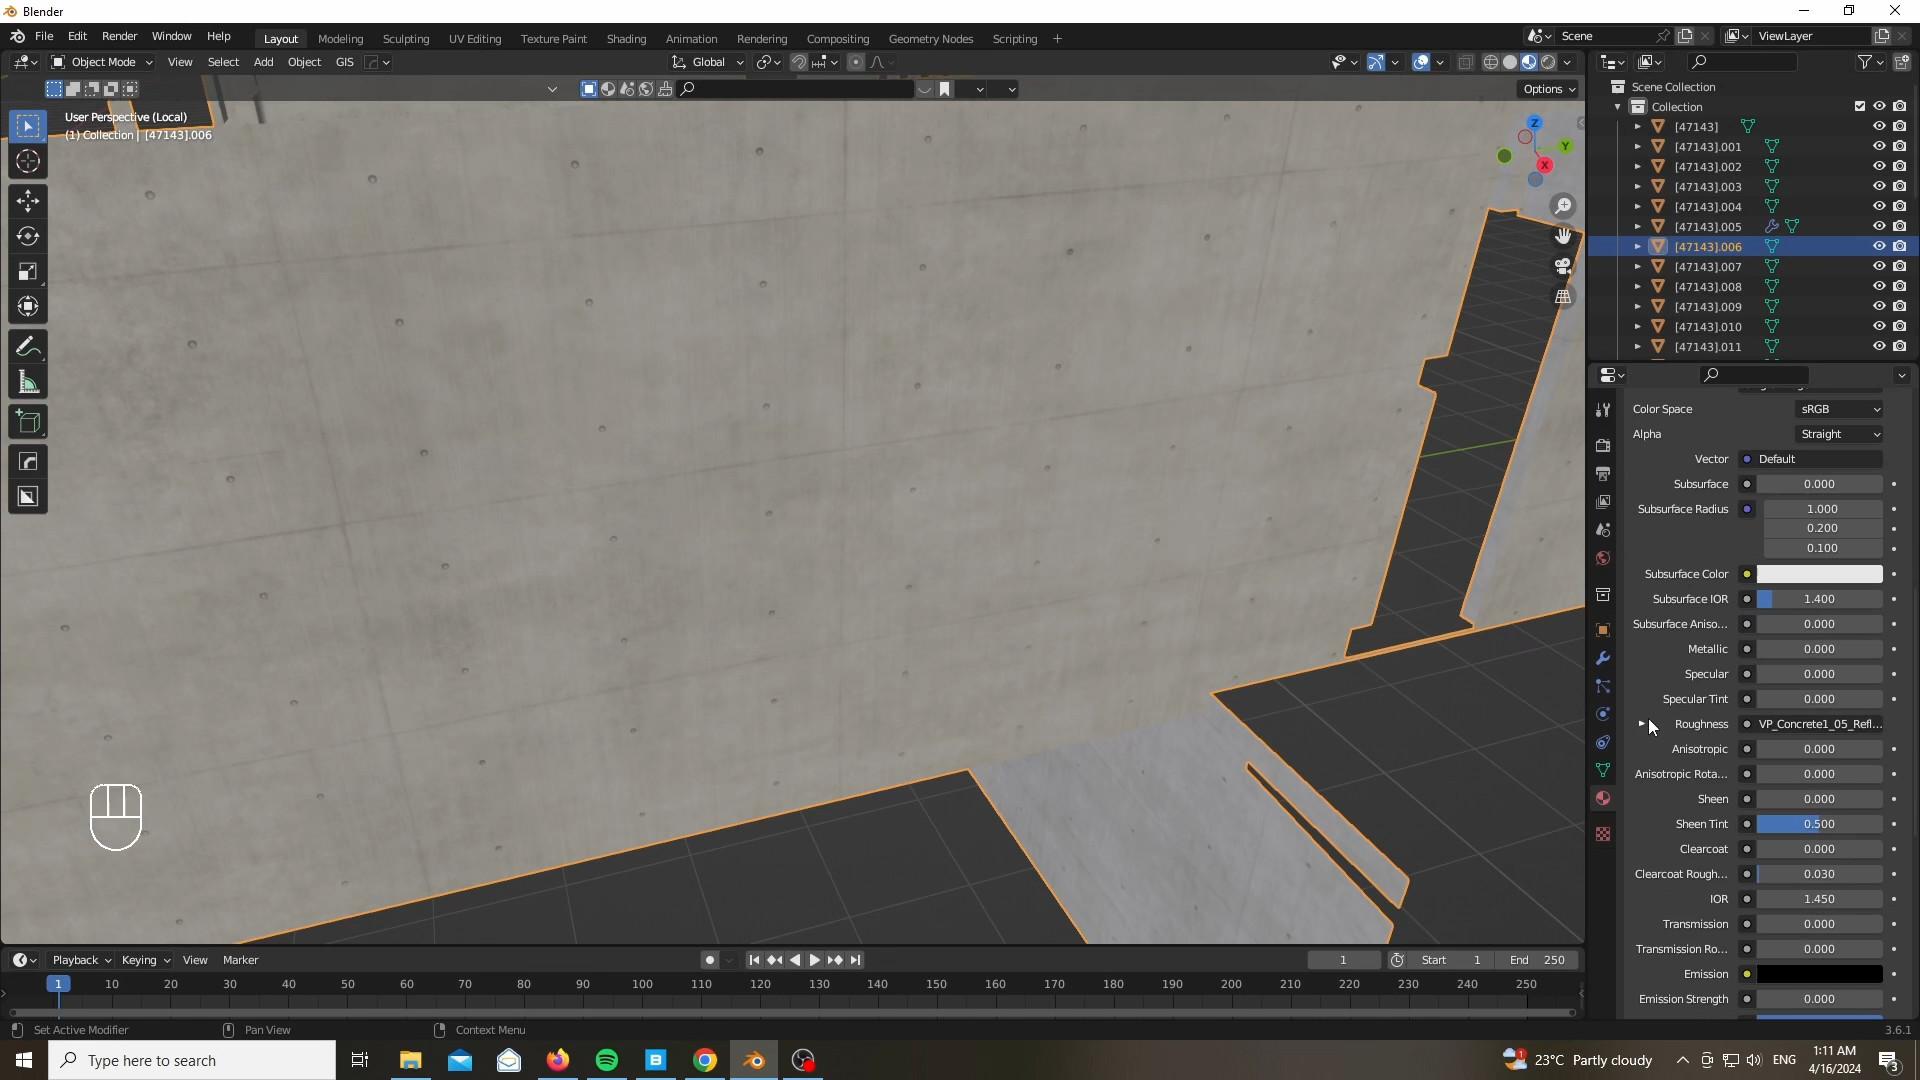 Blender
File Edit Render Window Help Layout Modeling Sculpting UV Editing Texture Paint Shading Animation Rendering Compositing Geometry Nodes Scripting + Scene ViewLayer
Object Mode View Select Add Object GIS Global
Options
User Perspective (Local)
(1) Collection | [47143].006
Z
Y
X
Scene Collection
Collection
[47143]
[47143].001
[47143].002
[47143].003
[47143].004
[47143].005
[47143].006
[47143].007
[47143].008
[47143].009
[47143].010
[47143].011
Color Space sRGB
Alpha Straight
Vector Default
Subsurface 0.000
Subsurface Radius 1.000
0.200
0.100
Subsurface Color
Subsurface IOR 1.400
Subsurface Aniso... 0.000
Metallic 0.000
Specular 0.000
Specular Tint 0.000
Roughness VP_Concrete1_05_Refl...
Anisotropic 0.000
Anisotropic Rota... 0.000
Sheen 0.000
Sheen Tint 0.500
Clearcoat 0.000
Clearcoat Rough... 0.030
IOR 1.450
Transmission 0.000
Transmission Ro... 0.000
Emission
Emission Strength 0.000
Playback Keying View Marker 1 Start 1 End 250
1 10 20 30 40 50 60 70 80 90 100 110 120 130 140 150 160 170 180 190 200 210 220 230 240 250
Set Active Modifier Pan View Context Menu 3.6.1
Type here to search 23°C Partly cloudy ENG 1:11 AM
4/16/2024
3